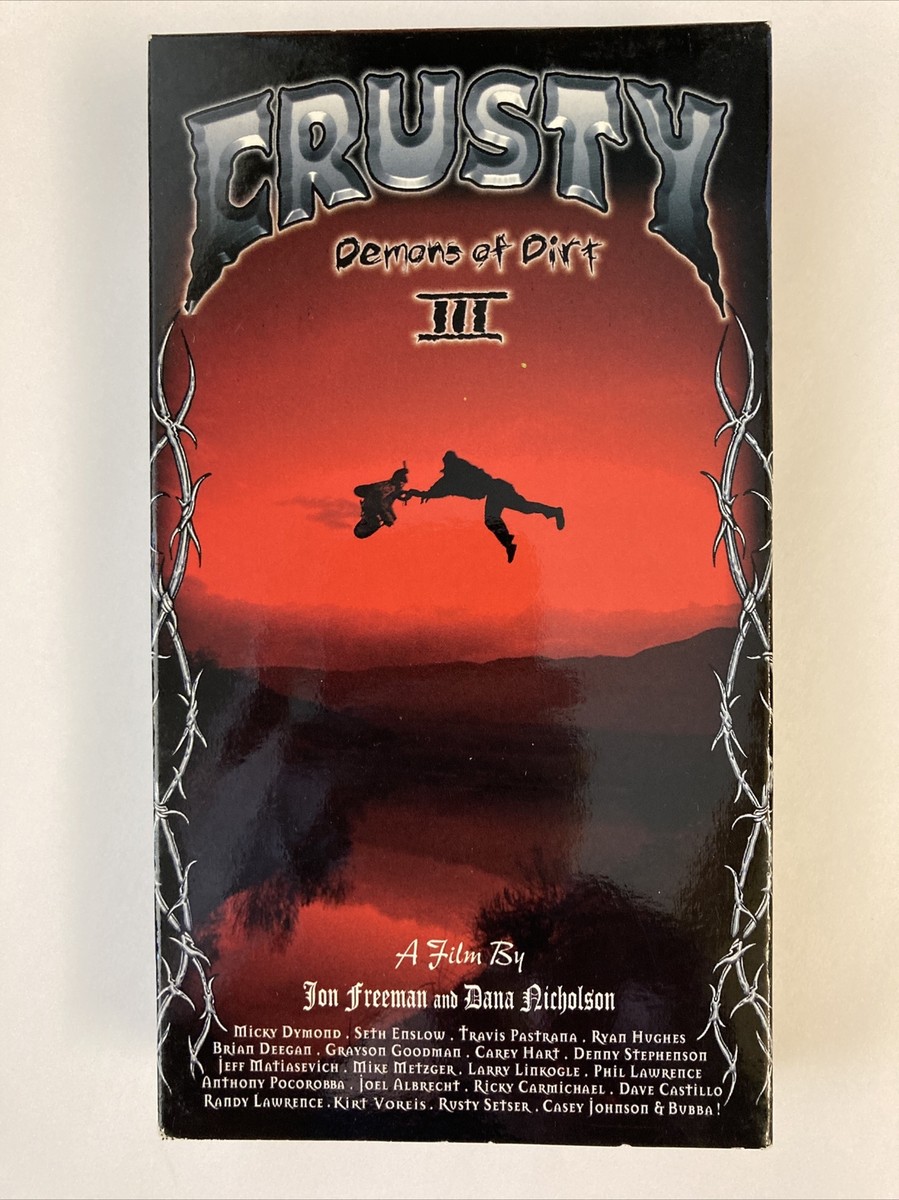 CRUSTY
Demons of Dirt
III
A Film By
Jon Freeman and Dana Nicholson
Micky Dymond . Seth Enslow . Travis Pastrana . Ryan Hughes
Brian Deegan . Grayson Goodman . Carey Hart . Denny Stephenson
Jeff Matiasevich . Mike Metzger . Larry Linkogle . Phil Lawrence
Anthony Pocorobba . Joel Albrecht . Ricky Carmichael . Dave Castillo
Randy Lawrence . Kirt Voreis . Rusty Setser . Casey Johnson & Bubba!